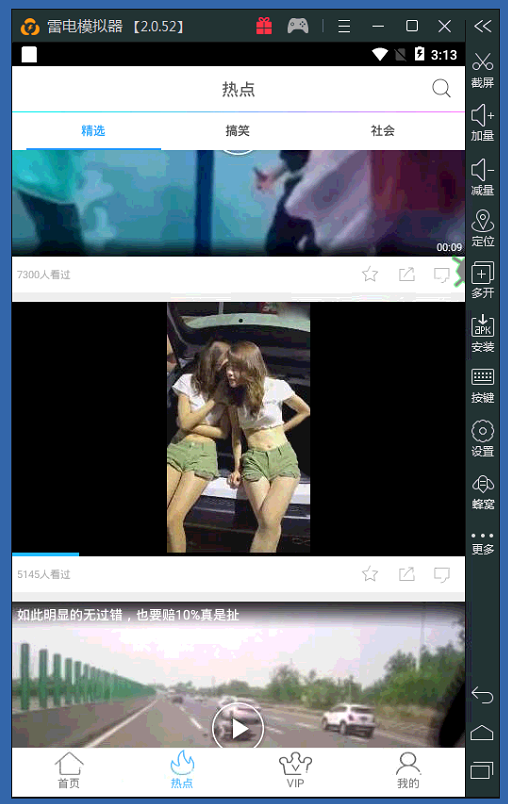 雷电模拟器 【2.0.52】
3:13
截屏
加量
减量
定位
多开
APK
安装
按键
设置
蜂窝
更多
热点
精选 搞笑 社会
00:09
7300人看过
5145人看过
如此明显的无过错，也要赔10%真是扯
首页 热点 VIP 我的